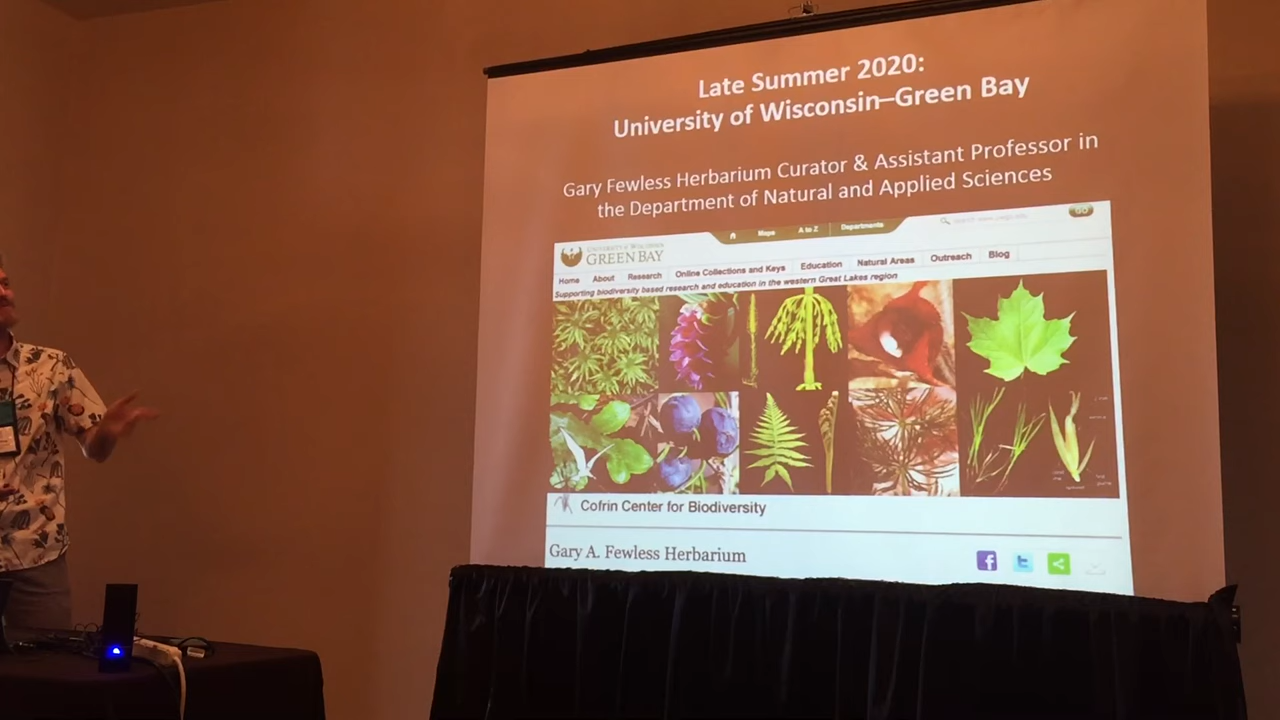 Late Summer 2020:
University of Wisconsin–Green Bay
Gary Fewless Herbarium Curator & Assistant Professor in
the Department of Natural and Applied Sciences
Maps A to Z Departments
GO
UNIVERSITY of WISCONSIN
GREEN BAY
Home About Research Online Collections and Keys Education Natural Areas Outreach Blog
Supporting biodiversity based research and education in the western Great Lakes region
Cofrin Center for Biodiversity
Gary A. Fewless Herbarium